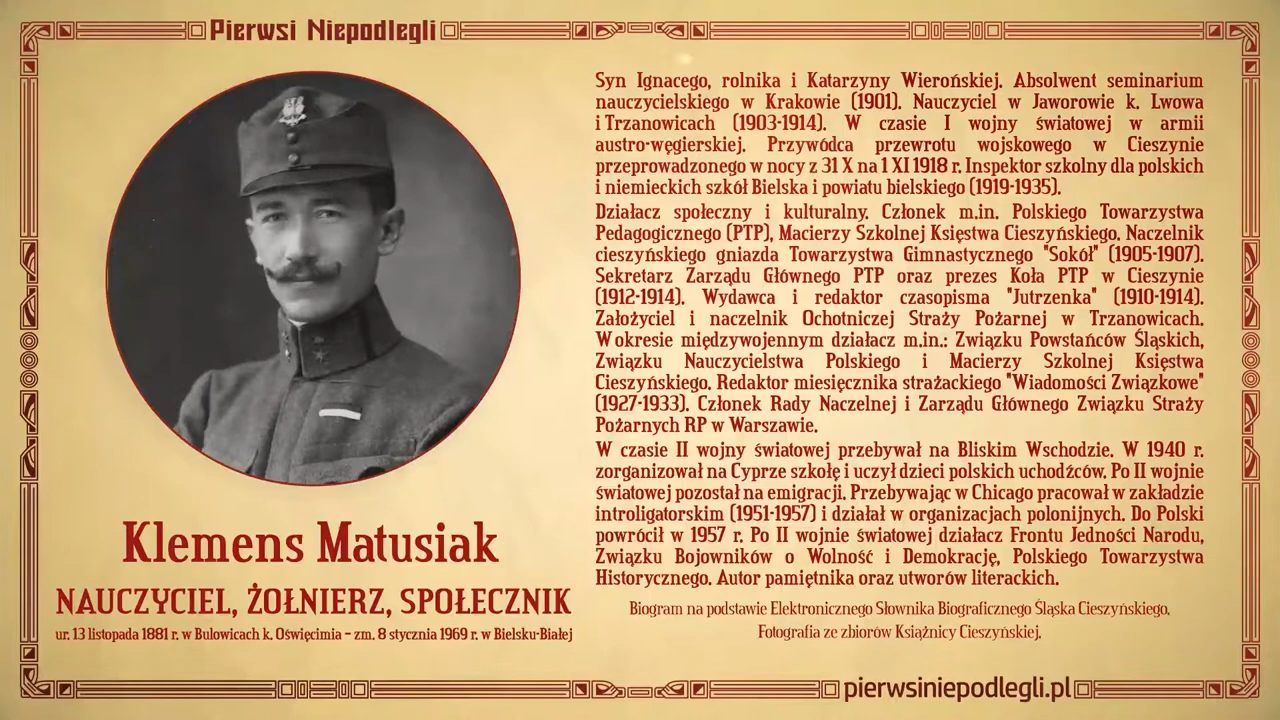 Pierwsi Niepodlegli
Klemens Matusiak
NAUCZYCIEL, ŻOŁNIERZ, SPOŁECZNIK
ur. 13 listopada 1881 r. w Bulowicach k. Oświęcimia – zm. 8 stycznia 1969 r. w Bielsku-Białej
Syn Ignacego, rolnika i Katarzyny Wierońskiej. Absolwent seminarium
nauczycielskiego w Krakowie (1901). Nauczyciel w Jaworowie k. Lwowa
i Trzanowicach (1903-1914). W czasie I wojny światowej w armii
austro-węgierskiej. Przywódca przewrotu wojskowego w Cieszynie
przeprowadzonego w nocy z 31 X na 1 XI 1918 r. Inspektor szkolny dla polskich
i niemieckich szkół Bielska i powiatu bielskiego (1919-1935).
Działacz społeczny i kulturalny. Członek m.in. Polskiego Towarzystwa
Pedagogicznego (PTP), Macierzy Szkolnej Księstwa Cieszyńskiego. Naczelnik
cieszyńskiego gniazda Towarzystwa Gimnastycznego "Sokół" (1905-1907).
Sekretarz Zarządu Głównego PTP oraz prezes Koła PTP w Cieszynie
(1912-1914). Wydawca i redaktor czasopisma "Jutrzenka" (1910-1914).
Założyciel i naczelnik Ochotniczej Straży Pożarnej w Trzanowicach.
W okresie międzywojennym działacz m.in.: Związku Powstańców Śląskich,
Związku Nauczycielstwa Polskiego i Macierzy Szkolnej Księstwa
Cieszyńskiego. Redaktor miesięcznika strażackiego "Wiadomości Związkowe"
(1927-1933). Członek Rady Naczelnej i Zarządu Głównego Związku Straży
Pożarnych RP w Warszawie.
W czasie II wojny światowej przebywał na Bliskim Wschodzie. W 1940 r.
zorganizował na Cyprze szkołę i uczył dzieci polskich uchodźców. Po II wojnie
światowej pozostał na emigracji. Przebywając w Chicago pracował w zakładzie
introligatorskim (1951-1957) i działał w organizacjach polonijnych. Do Polski
powrócił w 1957 r. Po II wojnie światowej działacz Frontu Jedności Narodu,
Związku Bojowników o Wolność i Demokrację, Polskiego Towarzystwa
Historycznego. Autor pamiętnika oraz utworów literackich.
Biogram na podstawie Elektronicznego Słownika Biograficznego Śląska Cieszyńskiego.
Fotografia ze zbiorów Książnicy Cieszyńskiej.
pierwsiniepodlegli.pl